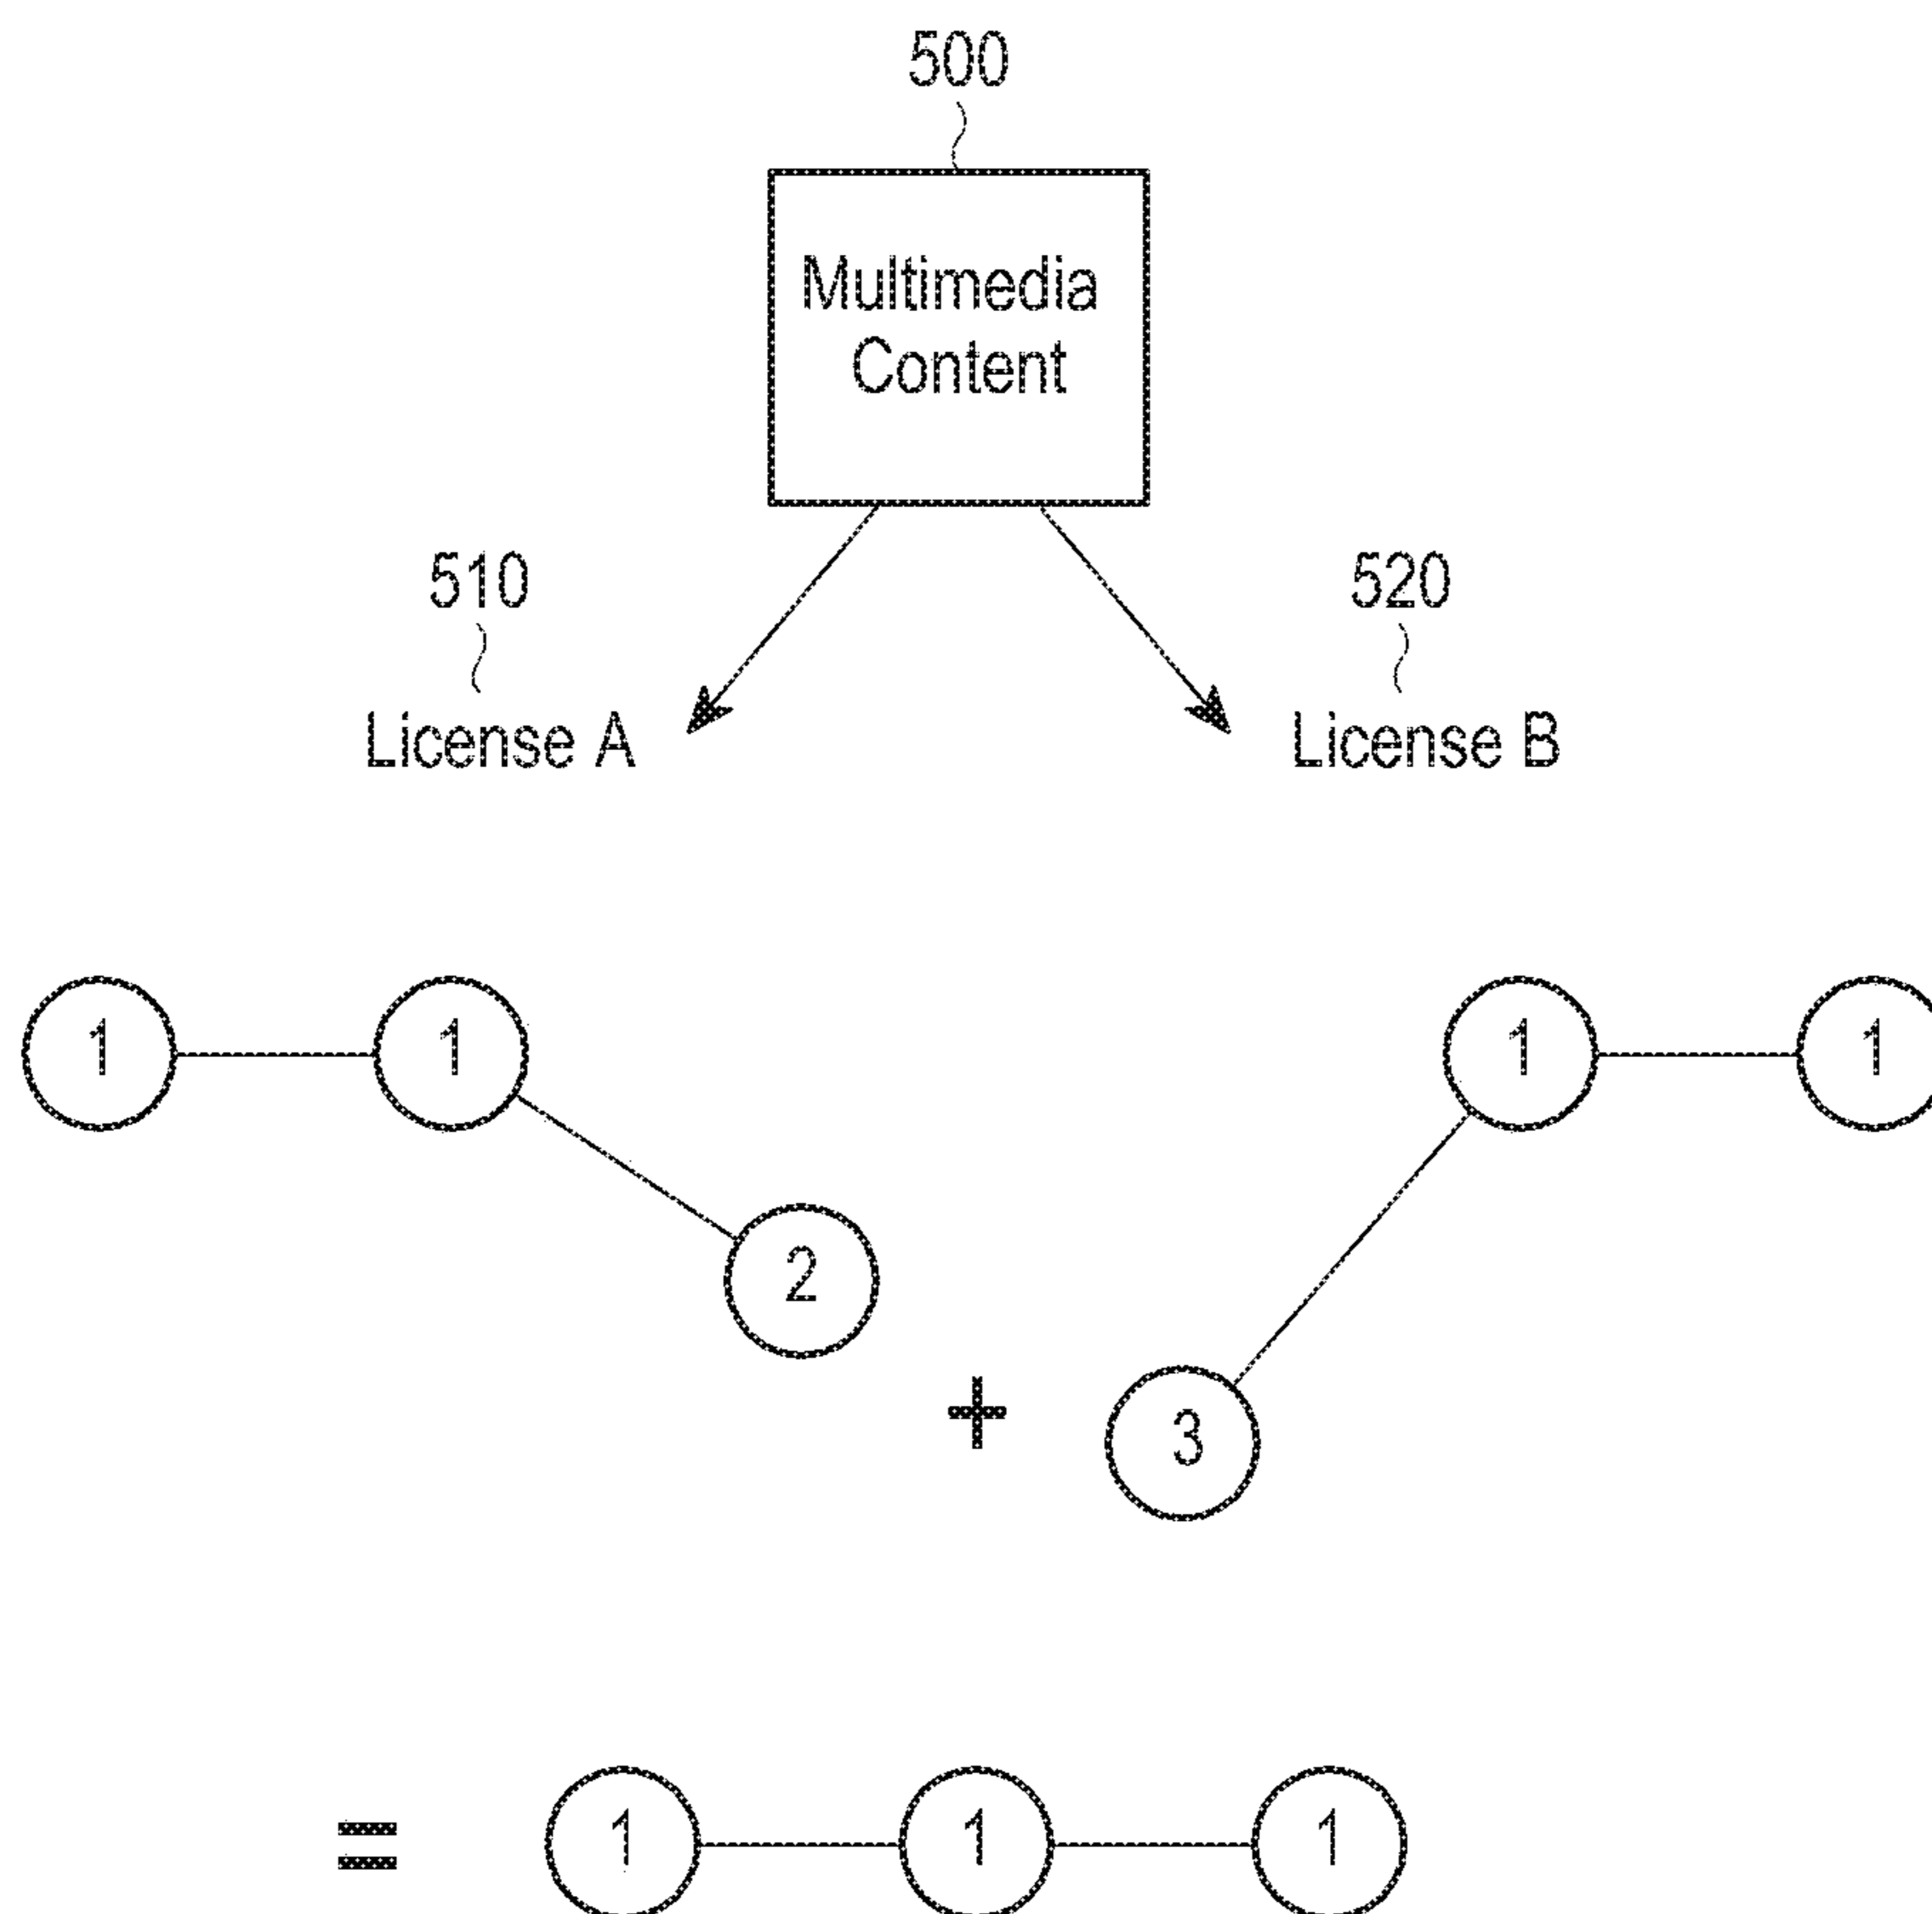 500
Multimedia
Content
510 520
License A License B
1 1 1 1
2
+
3
= 1 1 1